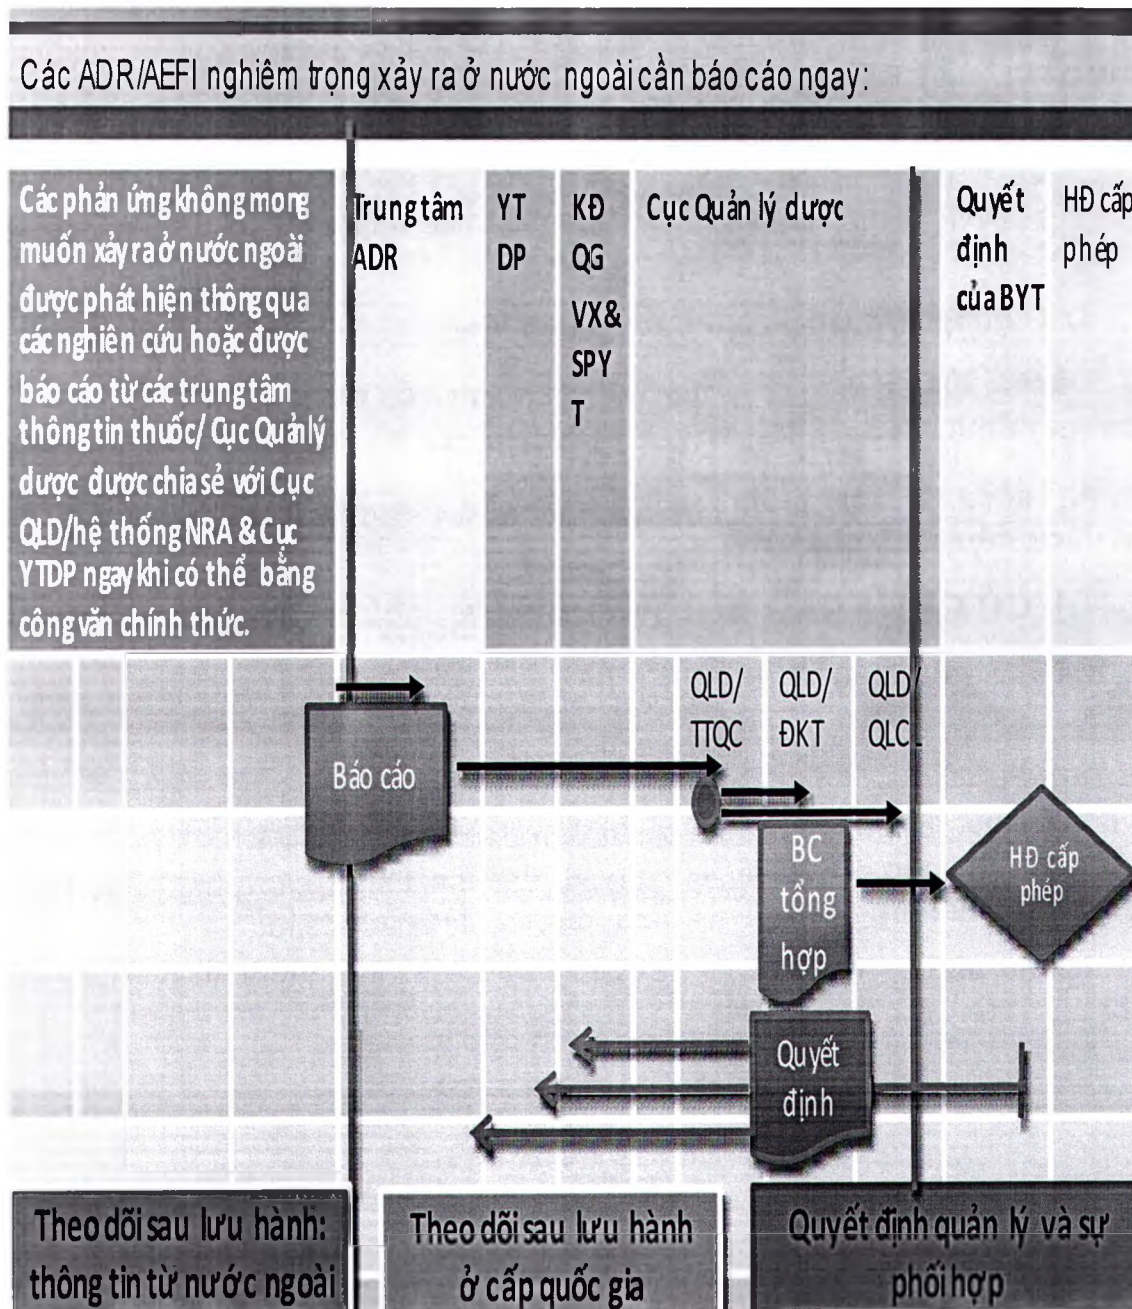 Các ADR/AEFI nghiêm trọng xảy ra ở nước ngoài cần báo cáo ngay:
Các phản ứng không mong
muốn xảy ra ở nước ngoài
được phát hiện thông qua
các nghiên cứu hoặc được
báo cáo từ các trung tâm
thông tin thuốc/ Cục Quản lý
dược được chia sẻ với Cục
QLD/hệ thống NRA & Cục
YTDP ngay khi có thể bằng
công văn chính thức.
Trung tâm
ADR
YT
DP
KĐ
QG
VX&
SPY
T
Cục Quản lý dược
Quyết
định
của BYT
HĐ cấp
phép
QLD/
TTQC
QLD/
ĐKT
QLD/
QLCL
Báo cáo
BC
tổng
hợp
HĐ cấp
phép
Quyết
định
Theo dõi sau lưu hành:
thông tin từ nước ngoài
Theo dõi sau lưu hành
ở cấp quốc gia
Quyết định quản lý và sự
phối hợp